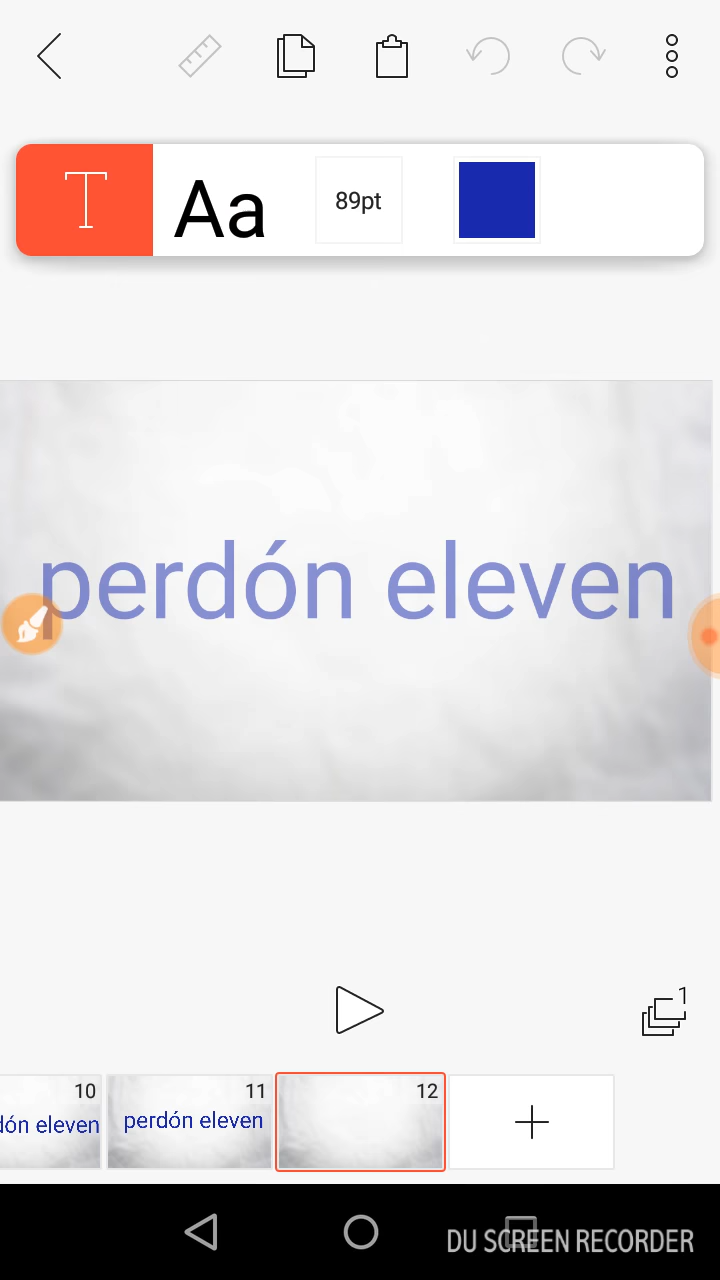 T Aa 89pt
perdón eleven
1
10 11 12
dón eleven perdón eleven
DU SCREEN RECORDER